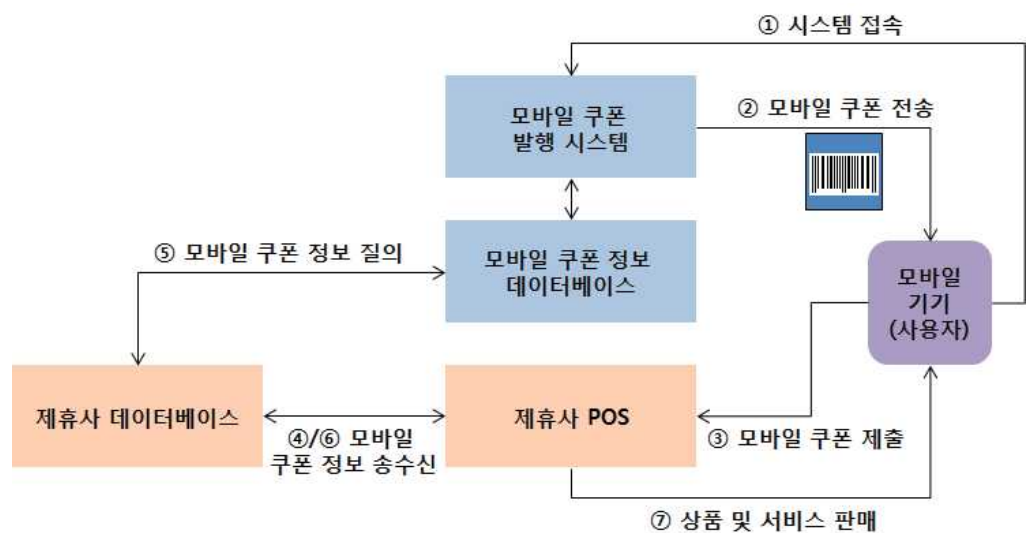 ① 시스템 접속
모바일 쿠폰
발행 시스템
② 모바일 쿠폰 전송
⑤ 모바일 쿠폰 정보 질의
모바일 쿠폰 정보
데이터베이스
모바일
기기
(사용자)
제휴사 데이터베이스
④/⑥ 모바일
쿠폰 정보 송수신
제휴사 POS
③ 모바일 쿠폰 제출
⑦ 상품 및 서비스 판매